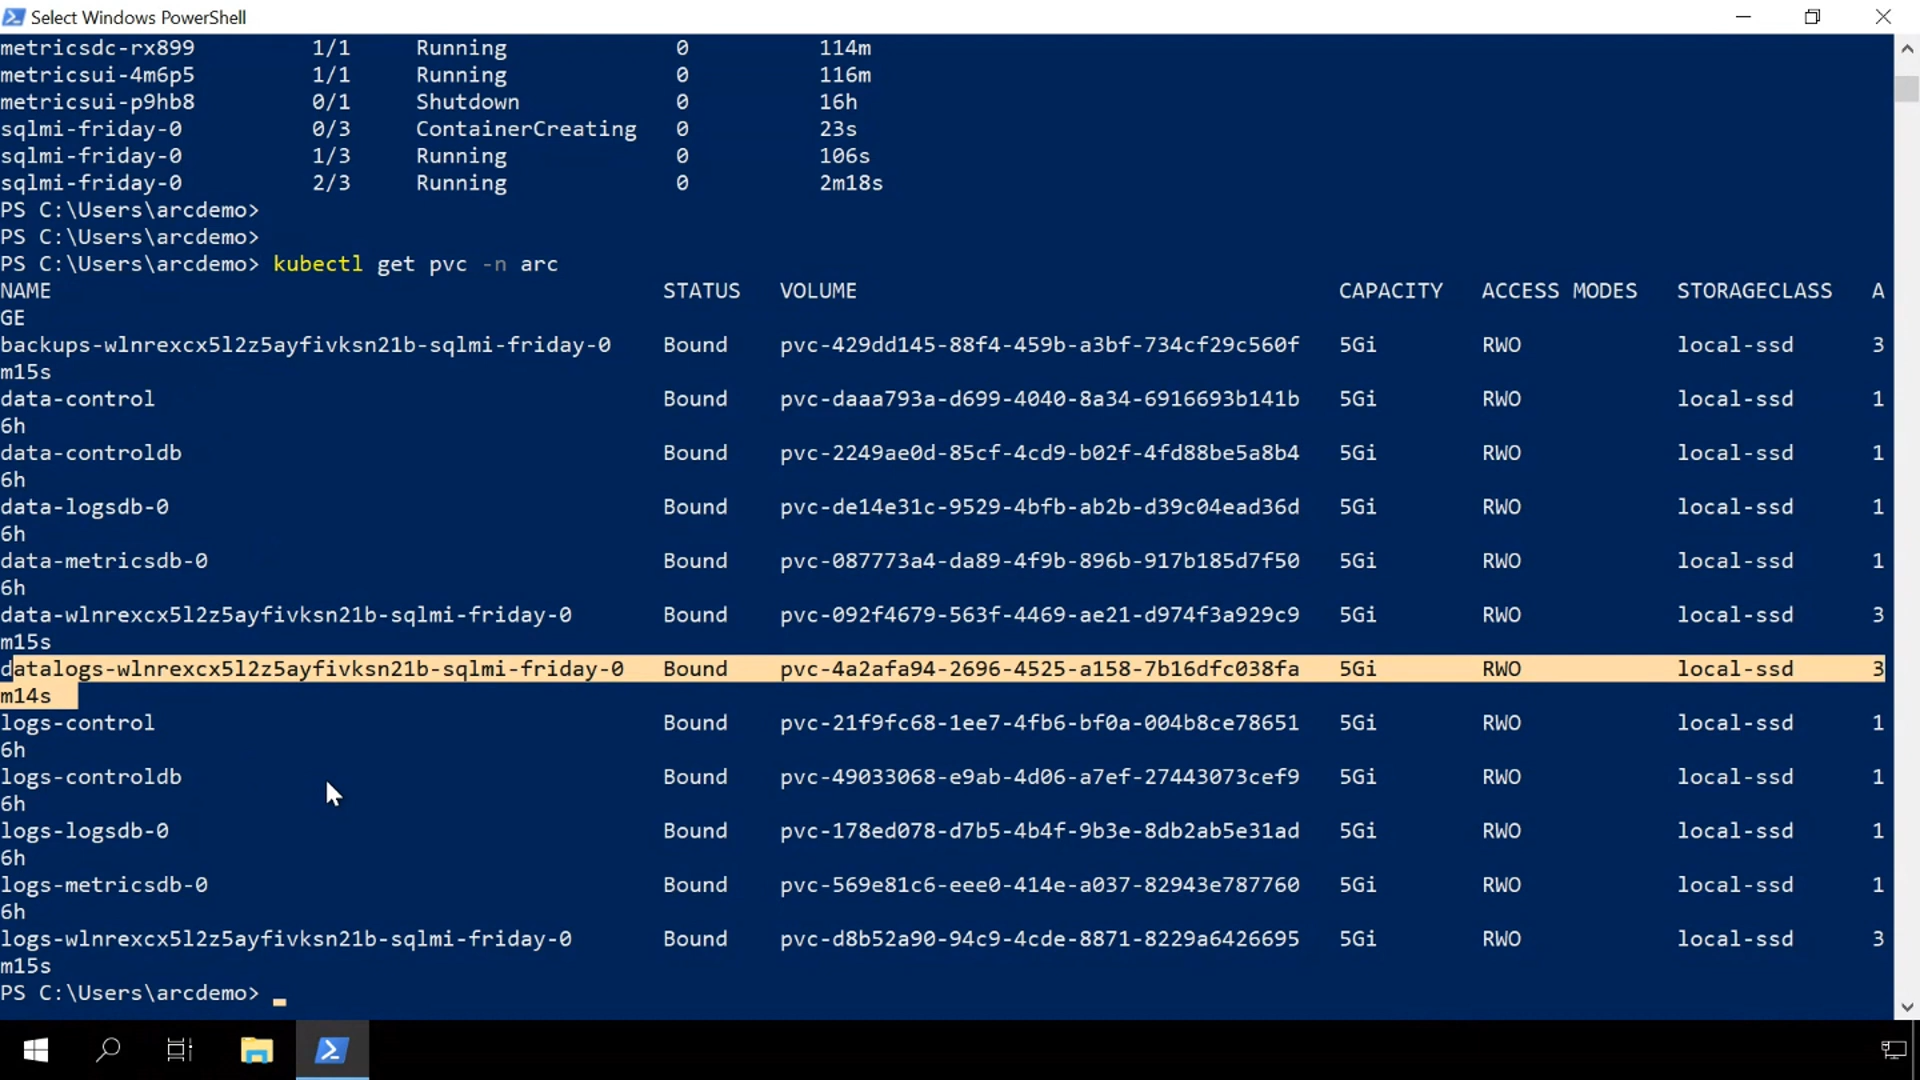 Select Windows PowerShell
metricsdc-rx899 1/1 Running 0 114m
metricsui-4m6p5 1/1 Running 0 116m
metricsui-p9hb8 0/1 Shutdown 0 16h
sqlmi-friday-0 0/3 ContainerCreating 0 23s
sqlmi-friday-0 1/3 Running 0 106s
sqlmi-friday-0 2/3 Running 0 2m18s
PS C:\Users\arcdemo>
PS C:\Users\arcdemo>
PS C:\Users\arcdemo> kubectl get pvc -n arc
NAME STATUS VOLUME CAPACITY ACCESS MODES STORAGECLASS A
GE
backups-wlnrexcx5l2z5ayfivksn21b-sqlmi-friday-0 Bound pvc-429dd145-88f4-459b-a3bf-734cf29c560f 5Gi RWO local-ssd 3
m15s
data-control Bound pvc-daaa793a-d699-4040-8a34-6916693b141b 5Gi RWO local-ssd 1
6h
data-controldb Bound pvc-2249ae0d-85cf-4cd9-b02f-4fd88be5a8b4 5Gi RWO local-ssd 1
6h
data-logsdb-0 Bound pvc-de14e31c-9529-4bfb-ab2b-d39c04ead36d 5Gi RWO local-ssd 1
6h
data-metricsdb-0 Bound pvc-087773a4-da89-4f9b-896b-917b185d7f50 5Gi RWO local-ssd 1
6h
data-wlnrexcx5l2z5ayfivksn21b-sqlmi-friday-0 Bound pvc-092f4679-563f-4469-ae21-d974f3a929c9 5Gi RWO local-ssd 3
m15s
datalogs-wlnrexcx5l2z5ayfivksn21b-sqlmi-friday-0 Bound pvc-4a2afa94-2696-4525-a158-7b16dfc038fa 5Gi RWO local-ssd 3
m14s
logs-control Bound pvc-21f9fc68-1ee7-4fb6-bf0a-004b8ce78651 5Gi RWO local-ssd 1
6h
logs-controldb Bound pvc-49033068-e9ab-4d06-a7ef-27443073cef9 5Gi RWO local-ssd 1
6h
logs-logsdb-0 Bound pvc-178ed078-d7b5-4b4f-9b3e-8db2ab5e31ad 5Gi RWO local-ssd 1
6h
logs-metricsdb-0 Bound pvc-569e81c6-eee0-414e-a037-82943e787760 5Gi RWO local-ssd 1
6h
logs-wlnrexcx5l2z5ayfivksn21b-sqlmi-friday-0 Bound pvc-d8b52a90-94c9-4cde-8871-8229a6426695 5Gi RWO local-ssd 3
m15s
PS C:\Users\arcdemo>